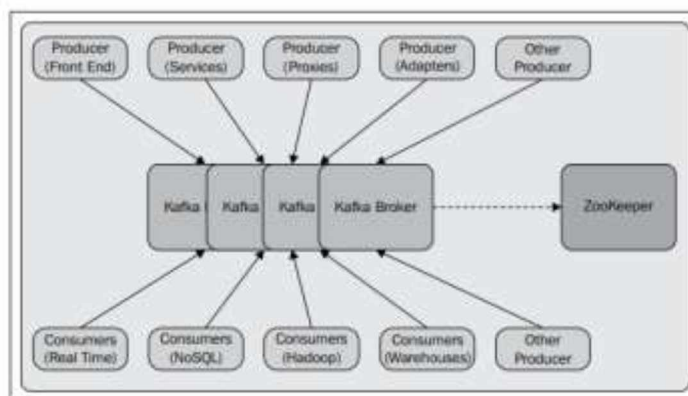 Producer
(Front End)
Producer
(Services)
Producer
(Proxies)
Producer
(Adapters)
Other
Producer
Kafka
Kafka
Kafka
Kafka Broker
ZooKeeper
Consumers
(Real Time)
Consumers
(NoSQL)
Consumers
(Hadoop)
Consumers
(Warehouses)
Other
Producer